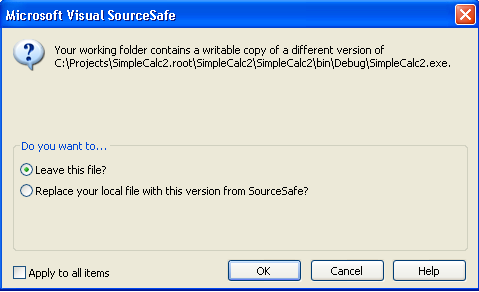 Microsoft Visual SourceSafe
Your working folder contains a writable copy of a different version of
C:\Projects\SimpleCalc2.root\SimpleCalc2\SimpleCalc2\bin\Debug\SimpleCalc2.exe.
Do you want to...
Leave this file?
Replace your local file with this version from SourceSafe?
Apply to all items
OK
Cancel
Help